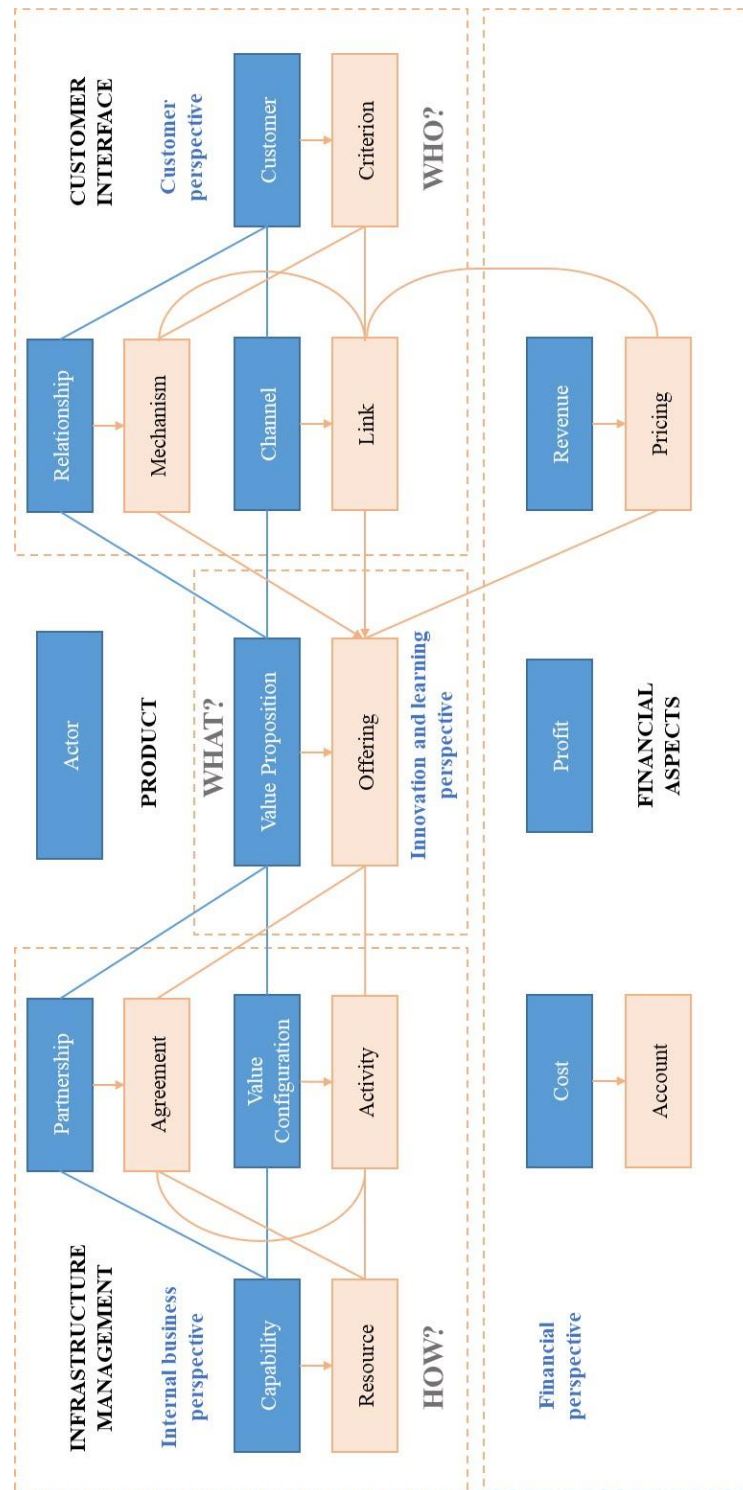 INFRASTRUCTURE
MANAGEMENT
Internal business
perspective
Capability
Resource
HOW?
Partnership
Agreement
Value
Configuration
Activity
Actor
PRODUCT
WHAT?
Value Proposition
Offering
Innovation and learning
perspective
CUSTOMER
INTERFACE
Customer
perspective
Relationship
Mechanism
Channel
Link
Customer
Criterion
WHO?
Financial
perspective
Cost
Account
Profit
FINANCIAL
ASPECTS
Revenue
Pricing